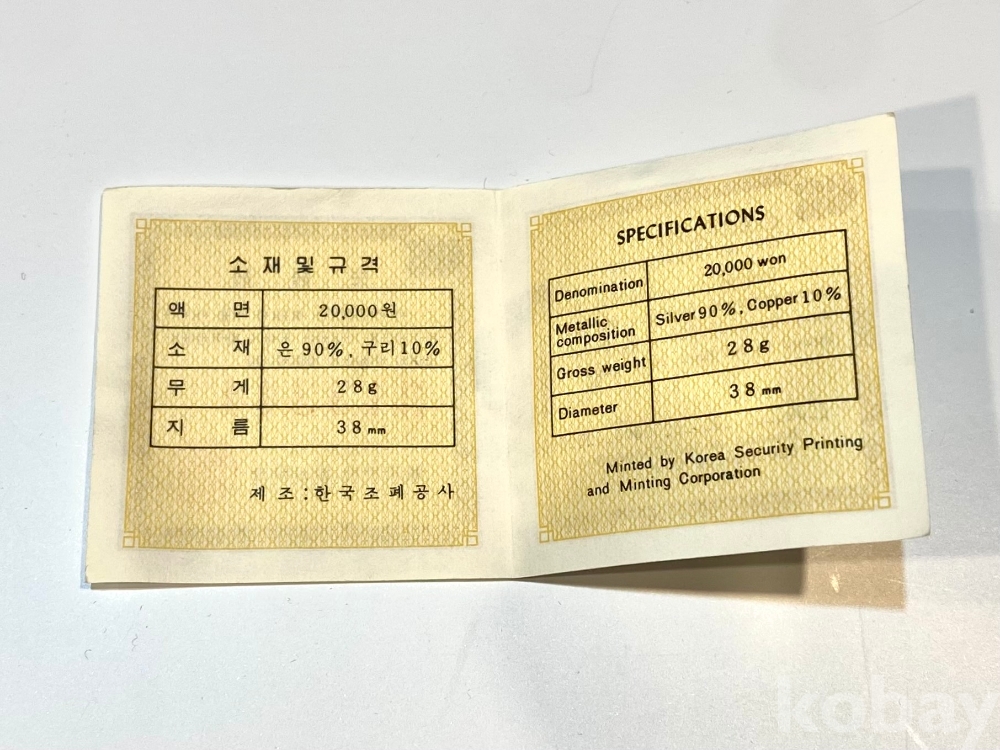 소재및규격
액면 20,000원
소재 은 90%, 구리 10%
무게 28g
지름 38mm
제조:한국조폐공사
SPECIFICATIONS
Denomination 20,000 won
Metallic composition Silver 90%, Copper 10%
Gross weight 28g
Diameter 38mm
Minted by Korea Security Printing
and Minting Corporation
kobay